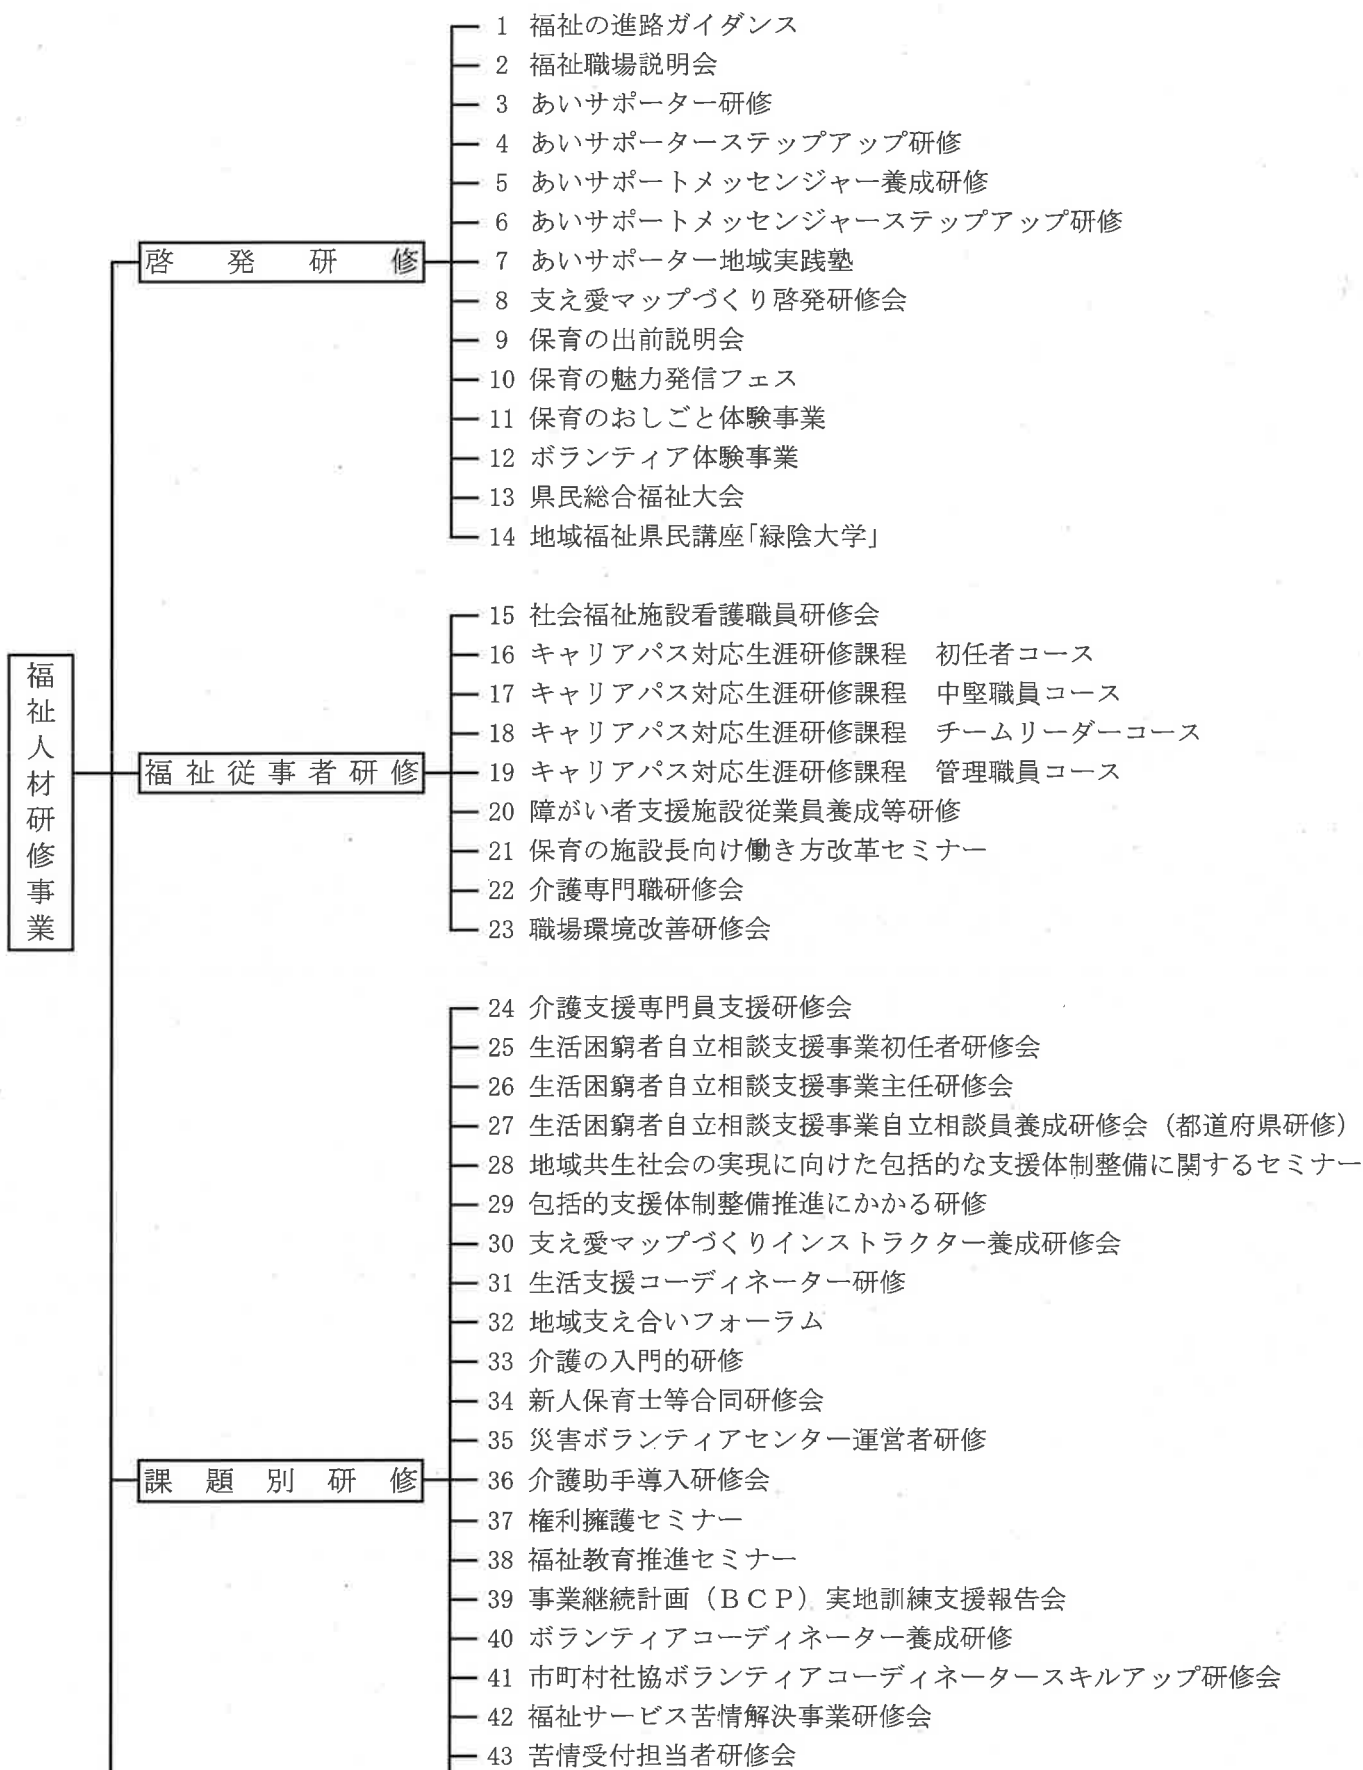 福祉人材研修事業
啓発研修
1 福祉の進路ガイダンス
2 福祉職場説明会
3 あいサポーター研修
4 あいサポーターステップアップ研修
5 あいサポートメッセンジャー養成研修
6 あいサポートメッセンジャーステップアップ研修
7 あいサポーター地域実践塾
8 支え愛マップづくり啓発研修会
9 保育の出前説明会
10 保育の魅力発信フェス
11 保育のおしごと体験事業
12 ボランティア体験事業
13 県民総合福祉大会
14 地域福祉県民講座「緑陰大学」
福祉従事者研修
15 社会福祉施設看護職員研修会
16 キャリアパス対応生涯研修課程 初任者コース
17 キャリアパス対応生涯研修課程 中堅職員コース
18 キャリアパス対応生涯研修課程 チームリーダーコース
19 キャリアパス対応生涯研修課程 管理職員コース
20 障がい者支援施設従業員養成等研修
21 保育の施設長向け働き方改革セミナー
22 介護専門職研修会
23 職場環境改善研修会
課題別研修
24 介護支援専門員支援研修会
25 生活困窮者自立相談支援事業初任者研修会
26 生活困窮者自立相談支援事業主任研修会
27 生活困窮者自立相談支援事業自立相談員養成研修会（都道府県研修）
28 地域共生社会の実現に向けた包括的な支援体制整備に関するセミナー
29 包括的支援体制整備推進にかかる研修
30 支え愛マップづくりインストラクター養成研修会
31 生活支援コーディネーター研修
32 地域支え合いフォーラム
33 介護の入門的研修
34 新人保育士等合同研修会
35 災害ボランティアセンター運営者研修
36 介護助手導入研修会
37 権利擁護セミナー
38 福祉教育推進セミナー
39 事業継続計画（ＢＣＰ）実地訓練支援報告会
40 ボランティアコーディネーター養成研修
41 市町村社協ボランティアコーディネータースキルアップ研修会
42 福祉サービス苦情解決事業研修会
43 苦情受付担当者研修会